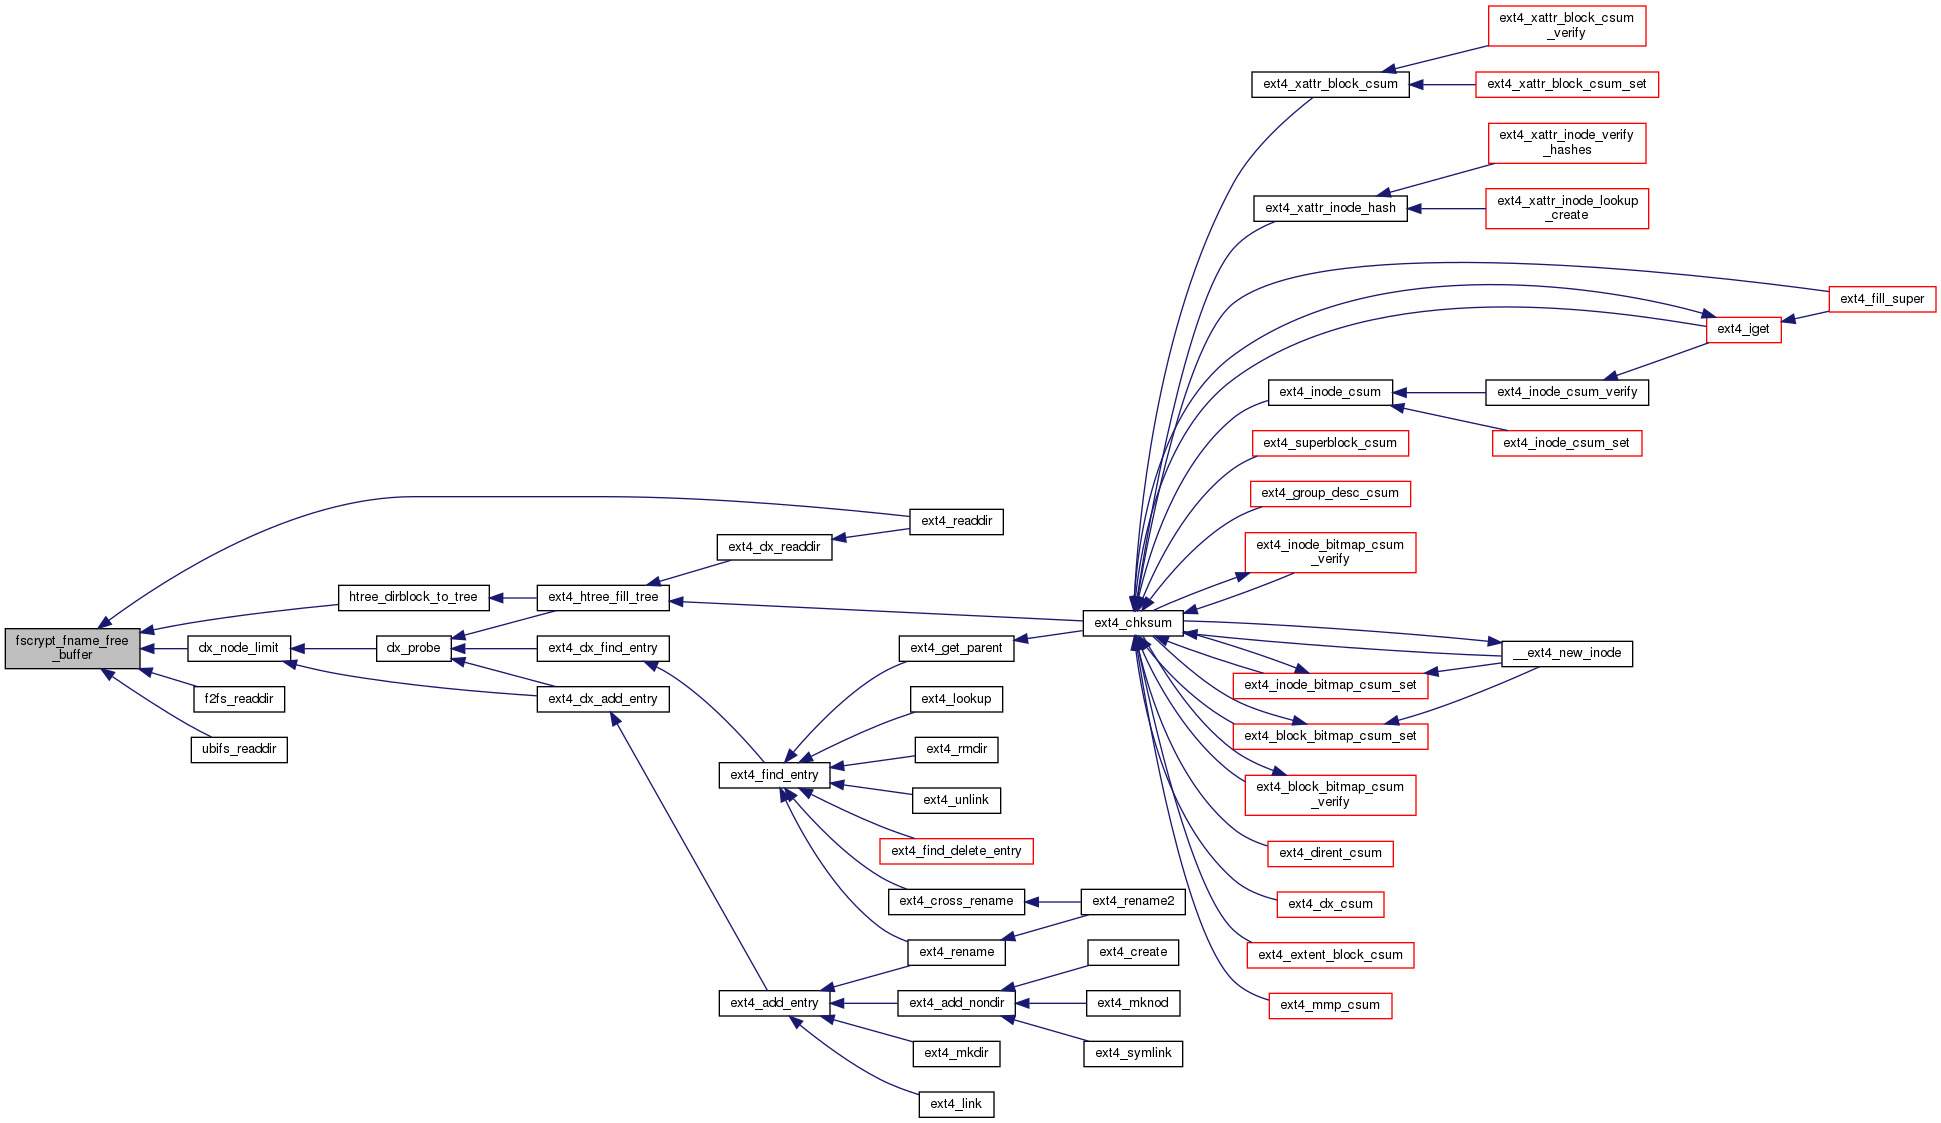 ext4_xattr_block_csum
_verify
ext4_xattr_block_csum
ext4_xattr_block_csum_set
ext4_xattr_inode_verify
_hashes
ext4_xattr_inode_hash
ext4_xattr_inode_lookup
_create
ext4_fill_super
ext4_iget
ext4_inode_csum
ext4_inode_csum_verify
ext4_superblock_csum
ext4_inode_csum_set
ext4_group_desc_csum
ext4_readdir
ext4_dx_readdir
ext4_inode_bitmap_csum
_verify
htree_dirblock_to_tree
ext4_htree_fill_tree
ext4_chksum
fscrypt_fname_free
_buffer
dx_node_limit
dx_probe
ext4_dx_find_entry
ext4_get_parent
__ext4_new_inode
ext4_inode_bitmap_csum_set
f2fs_readdir
ext4_dx_add_entry
ext4_lookup
ext4_block_bitmap_csum_set
ubifs_readdir
ext4_rmdir
ext4_find_entry
ext4_block_bitmap_csum
_verify
ext4_unlink
ext4_find_delete_entry
ext4_dirent_csum
ext4_cross_rename
ext4_rename2
ext4_dx_csum
ext4_rename
ext4_create
ext4_extent_block_csum
ext4_add_entry
ext4_add_nondir
ext4_mknod
ext4_mmp_csum
ext4_mkdir
ext4_symlink
ext4_link